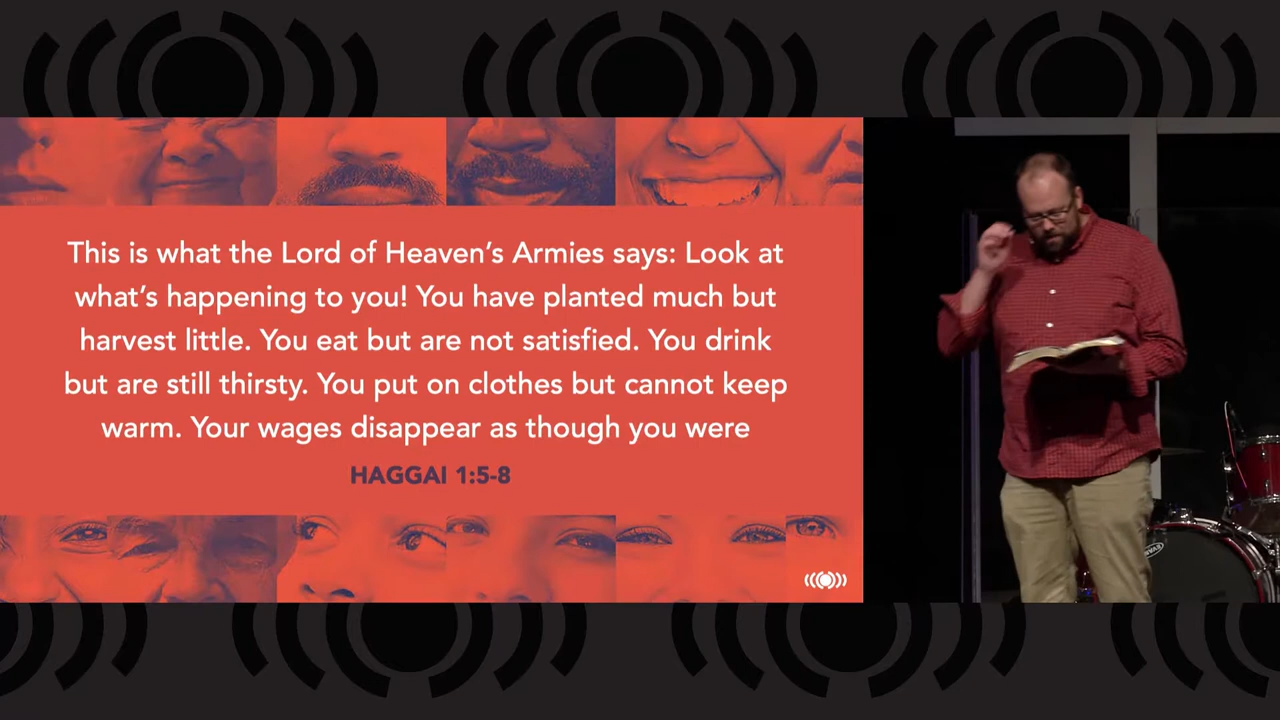 This is what the Lord of Heaven’s Armies says: Look at
what’s happening to you! You have planted much but
harvest little. You eat but are not satisfied. You drink
but are still thirsty. You put on clothes but cannot keep
warm. Your wages disappear as though you were
HAGGAI 1:5-8